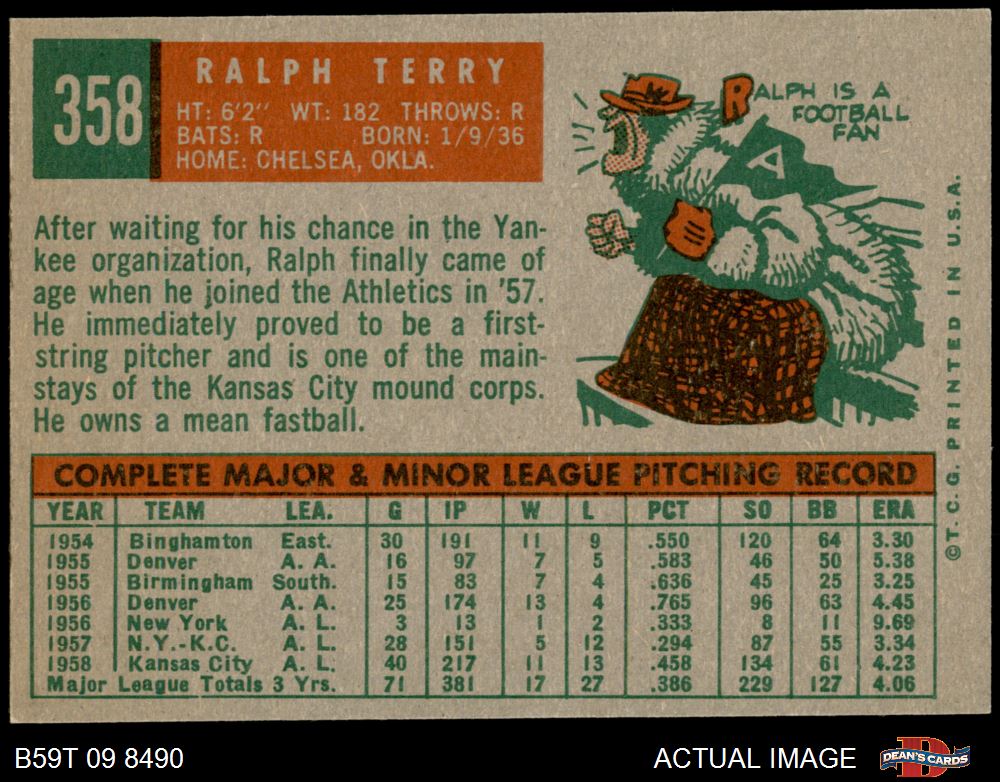 358
RALPH TERRY
HT: 6'2" WT: 182 THROWS: R
BATS: R BORN: 1/9/36
HOME: CHELSEA, OKLA.
RALPH IS A
FOOTBALL
FAN
A
After waiting for his chance in the Yan-
kee organization, Ralph finally came of
age when he joined the Athletics in '57.
He immediately proved to be a first-
string pitcher and is one of the main-
stays of the Kansas City mound corps.
He owns a mean fastball.
COMPLETE MAJOR & MINOR LEAGUE PITCHING RECORD
YEAR TEAM LEA. G IP W L PCT SO BB ERA
1954 Binghamton East. 30 191 11 9 .550 120 64 3.30
1955 Denver A. A. 16 97 7 5 .583 46 50 5.38
1955 Birmingham South. 15 83 7 4 .636 45 25 3.25
1956 Denver A. A. 25 174 13 4 .765 96 63 4.45
1956 New York A. L. 3 13 1 2 .333 8 11 9.69
1957 N.Y.-K.C. A. L. 28 151 5 12 .294 87 55 3.34
1958 Kansas City A. L. 40 217 11 13 .458 134 61 4.23
Major League Totals 3 Yrs. 71 381 17 27 .386 229 127 4.06
©T. C. G. PRINTED IN U.S.A.
B59T 09 8490
ACTUAL IMAGE
D
DEAN'S CARDS